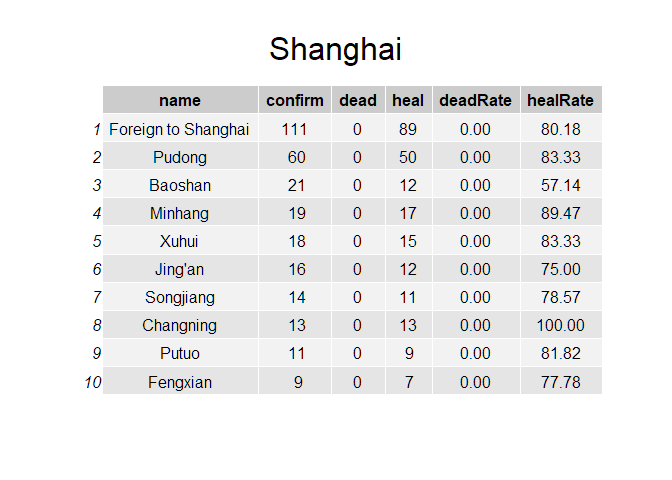 Shanghai
name confirm dead heal deadRate healRate
1 Foreign to Shanghai 111 0 89 0.00 80.18
2 Pudong 60 0 50 0.00 83.33
3 Baoshan 21 0 12 0.00 57.14
4 Minhang 19 0 17 0.00 89.47
5 Xuhui 18 0 15 0.00 83.33
6 Jing'an 16 0 12 0.00 75.00
7 Songjiang 14 0 11 0.00 78.57
8 Changning 13 0 13 0.00 100.00
9 Putuo 11 0 9 0.00 81.82
10 Fengxian 9 0 7 0.00 77.78